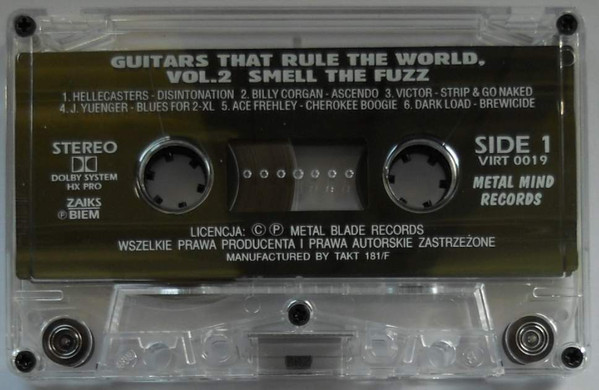 GUITARS THAT RULE THE WORLD,
VOL.2 SMELL THE FUZZ
1. HELLECASTERS - DISINTONATION 2. BILLY CORGAN - ASCENDO 3. VICTOR - STRIP & GO NAKED
4. J. YUENGER - BLUES FOR 2-XL 5. ACE FREHLEY - CHEROKEE BOOGIE 6. DARK LOAD - BREWICIDE
STEREO
DOLBY SYSTEM
HX PRO
ZAIKS
Ⓟ BIEM
SIDE 1
VIRT 0019
METAL MIND
RECORDS
LICENCJA: © Ⓟ METAL BLADE RECORDS
WSZELKIE PRAWA PRODUCENTA I PRAWA AUTORSKIE ZASTRZEŻONE
MANUFACTURED BY TAKT 181/F